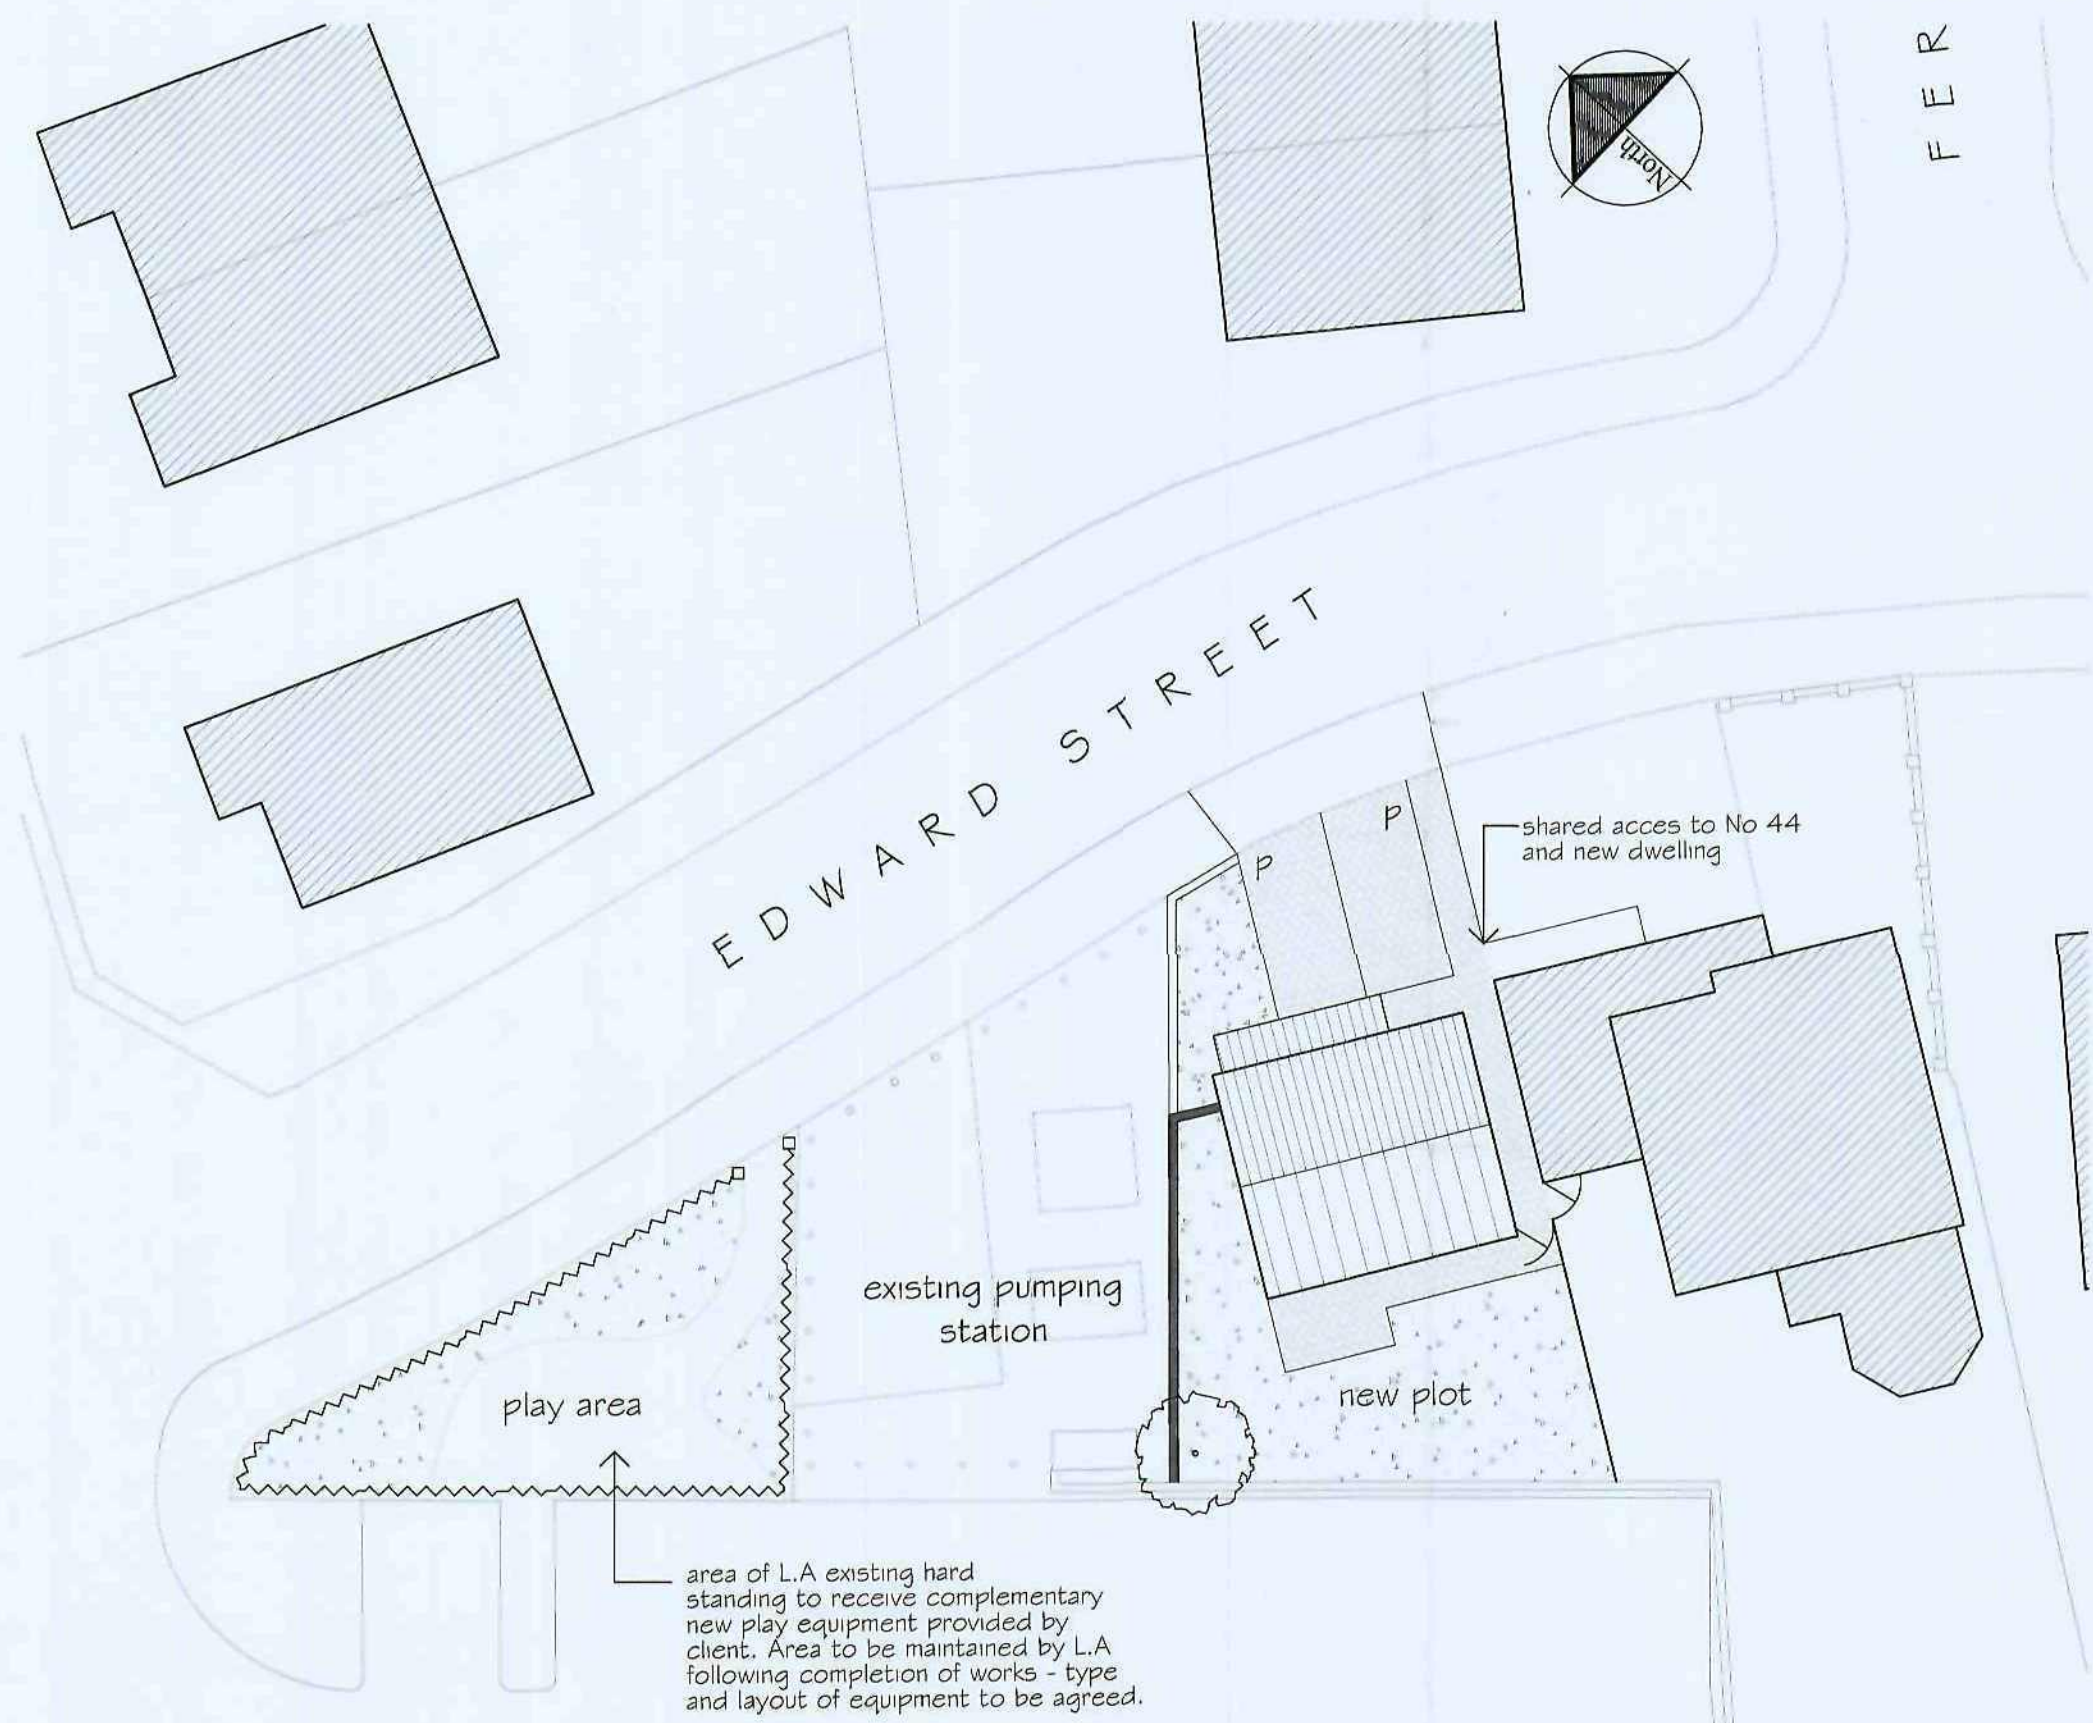 FER
North
EDWARD STREET
P
P
shared acces to No 44
and new dwelling
existing pumping
station
play area
new plot
area of L.A existing hard
standing to receive complementary
new play equipment provided by
client. Area to be maintained by L.A
following completion of works - type
and layout of equipment to be agreed.